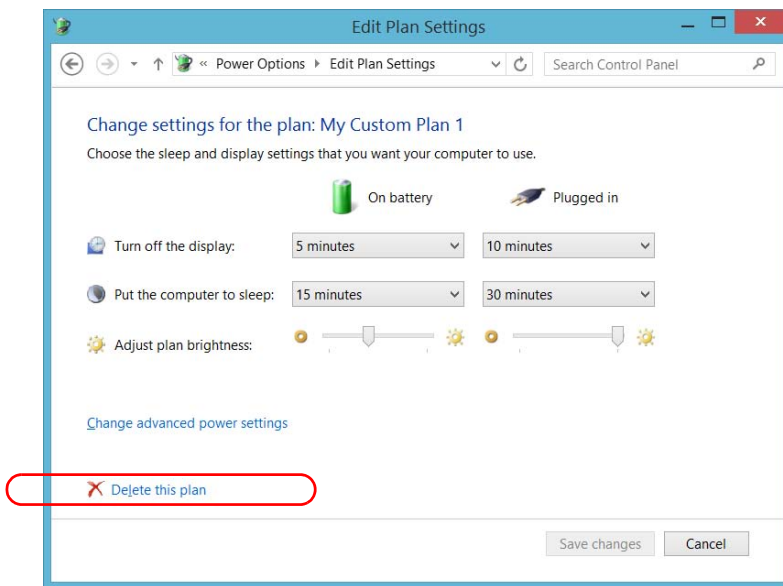 Edit Plan Settings
« Power Options Edit Plan Settings Search Control Panel
Change settings for the plan: My Custom Plan 1
Choose the sleep and display settings that you want your computer to use.
On battery Plugged in
Turn off the display: 5 minutes 10 minutes
Put the computer to sleep: 15 minutes 30 minutes
Adjust plan brightness:
Change advanced power settings
Delete this plan
Save changes Cancel